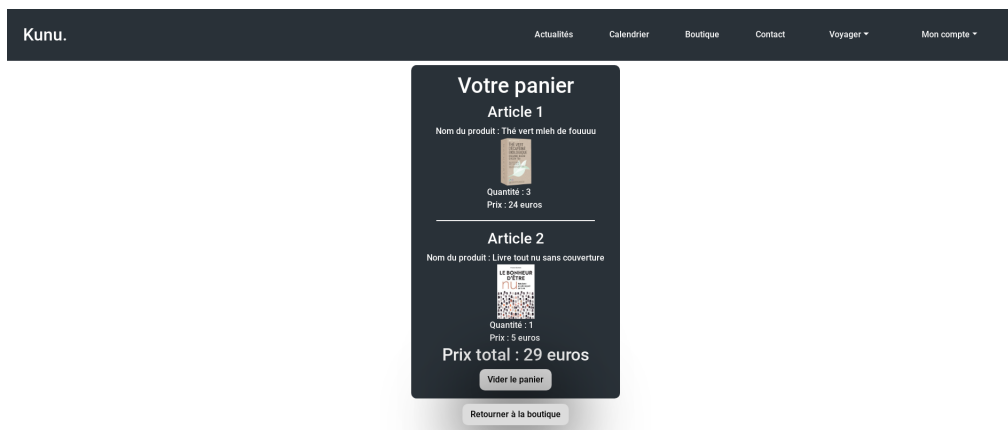 Kunu.
Actualités Calendrier Boutique Contact Voyager Mon compte
Votre panier
Article 1
Nom du produit : Thé vert mleh de fouuuu
THÉ VERT
Quantité : 3
Prix : 24 euros
Article 2
Nom du produit : Livre tout nu sans couverture
LE BONHEUR
D'ÊTRE
nu
Quantité : 1
Prix : 5 euros
Prix total : 29 euros
Vider le panier
Retourner à la boutique